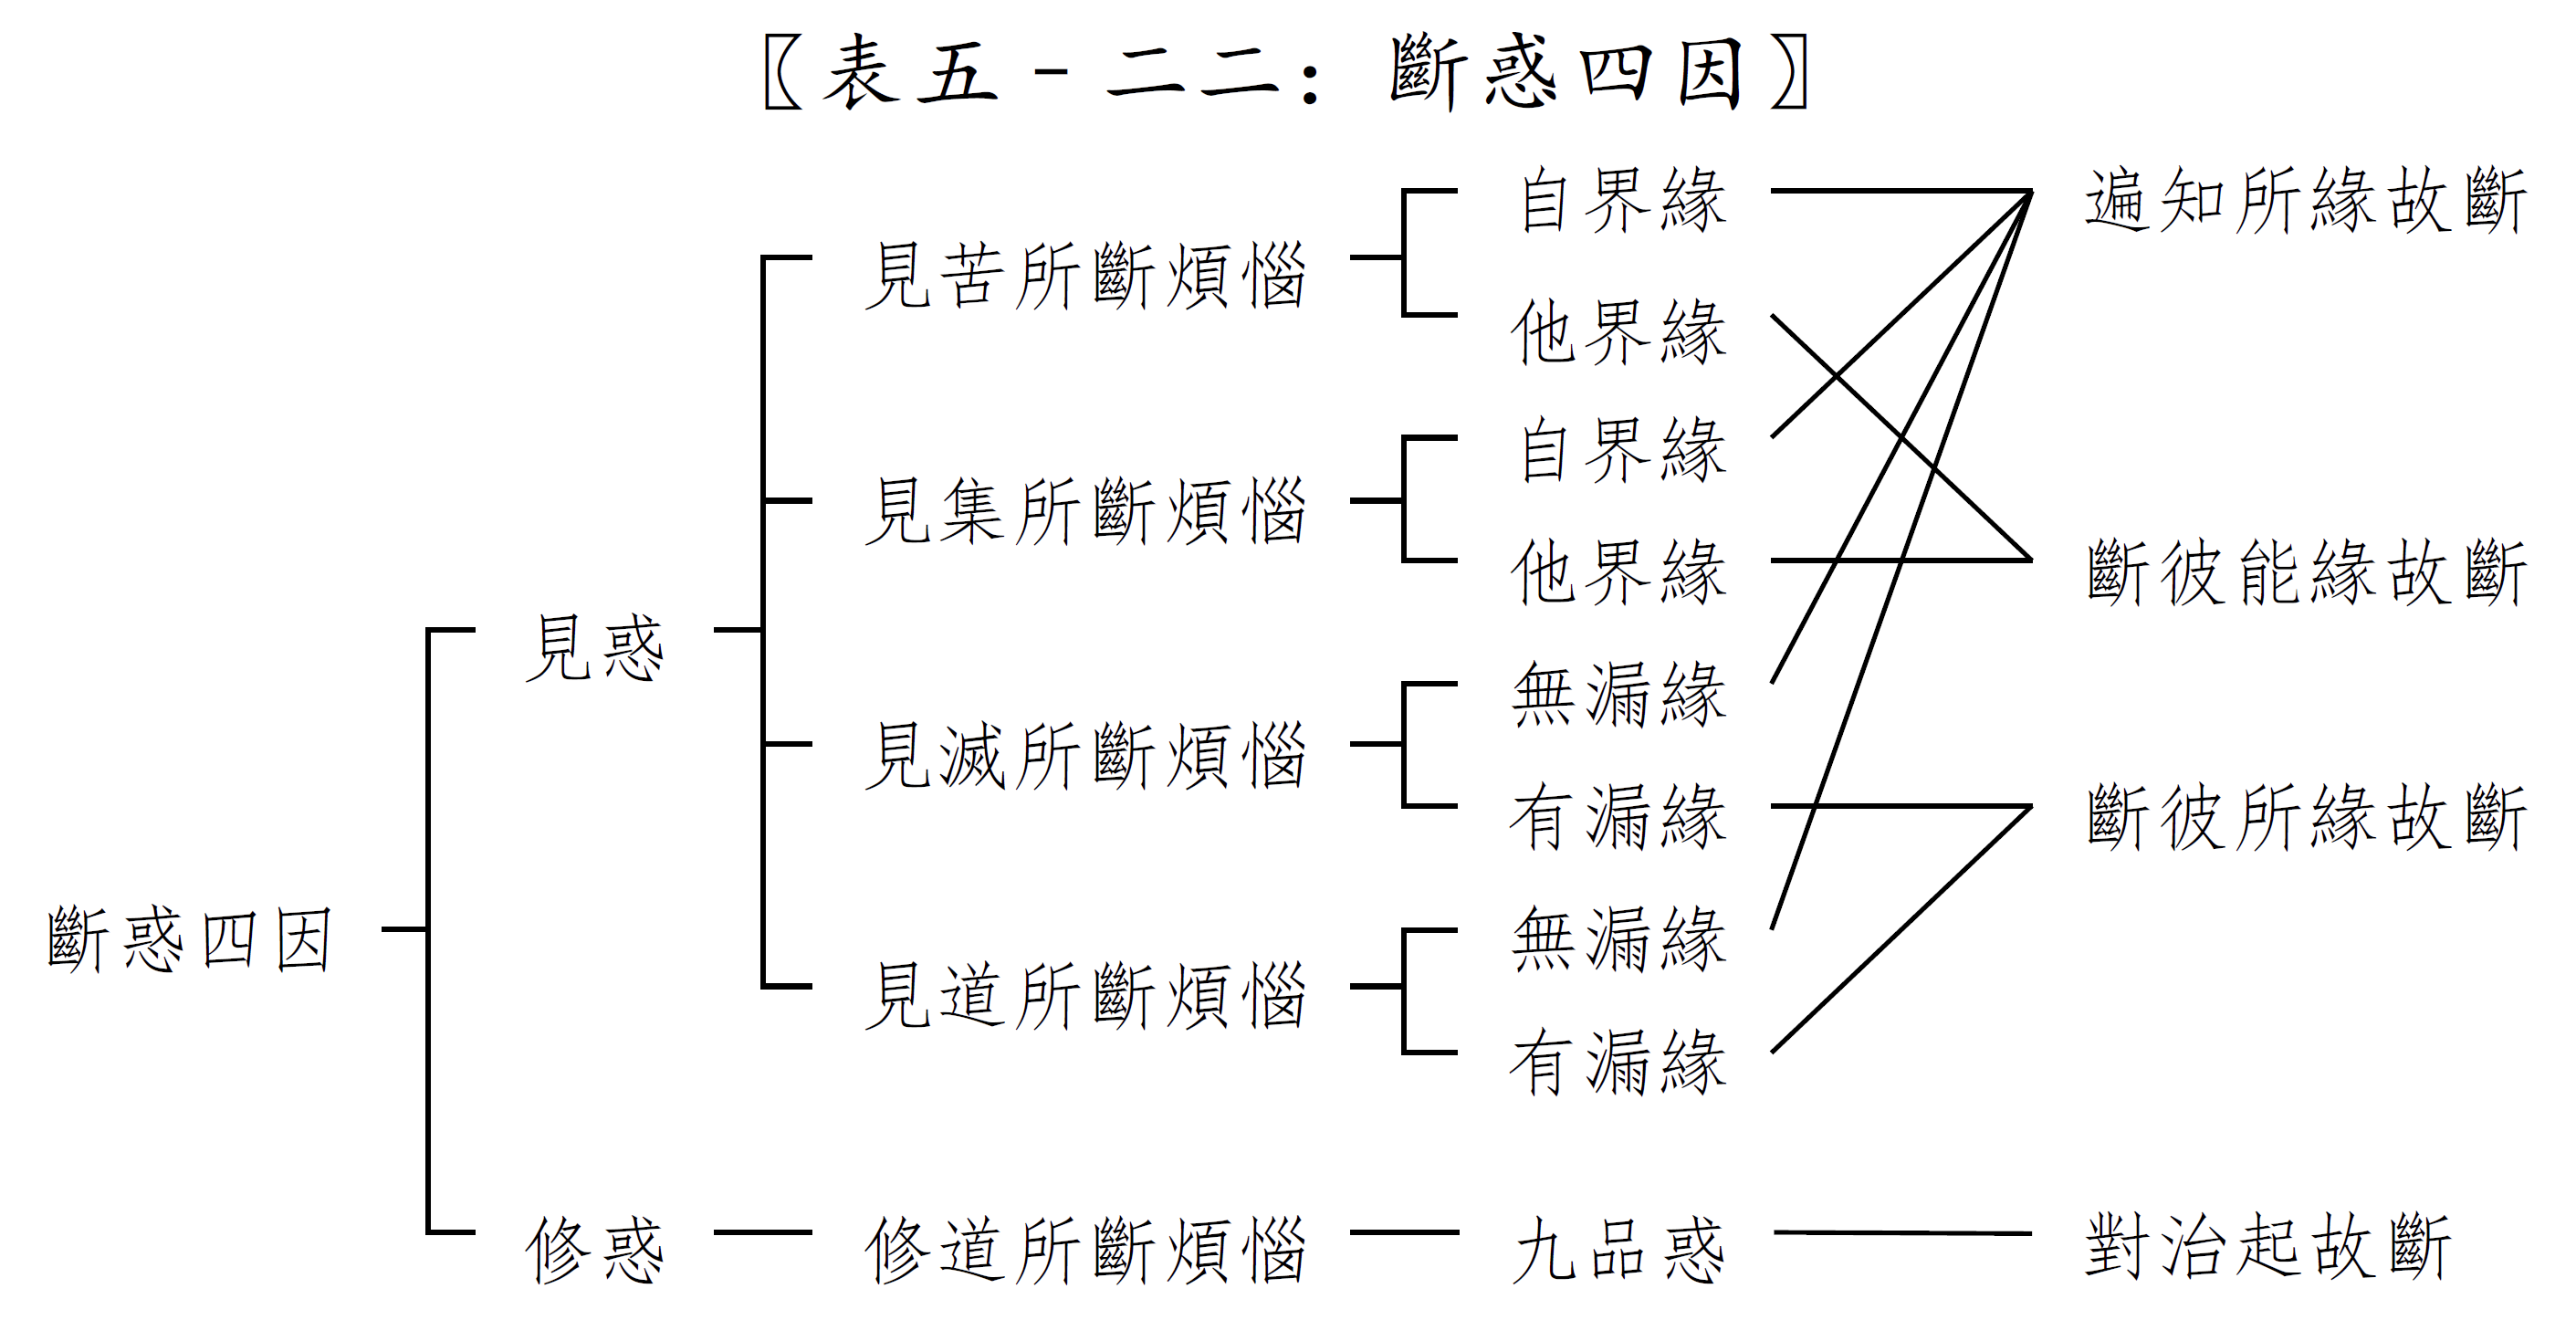 〖表五-二二：斷惑四因〗
自界緣 遍知所緣故斷
見苦所斷煩惱
他界緣
自界緣
見集所斷煩惱
他界緣 斷彼能緣故斷
見惑
無漏緣
見滅所斷煩惱
有漏緣 斷彼所緣故斷
斷惑四因
無漏緣
見道所斷煩惱
有漏緣
修惑 修道所斷煩惱 九品惑 對治起故斷